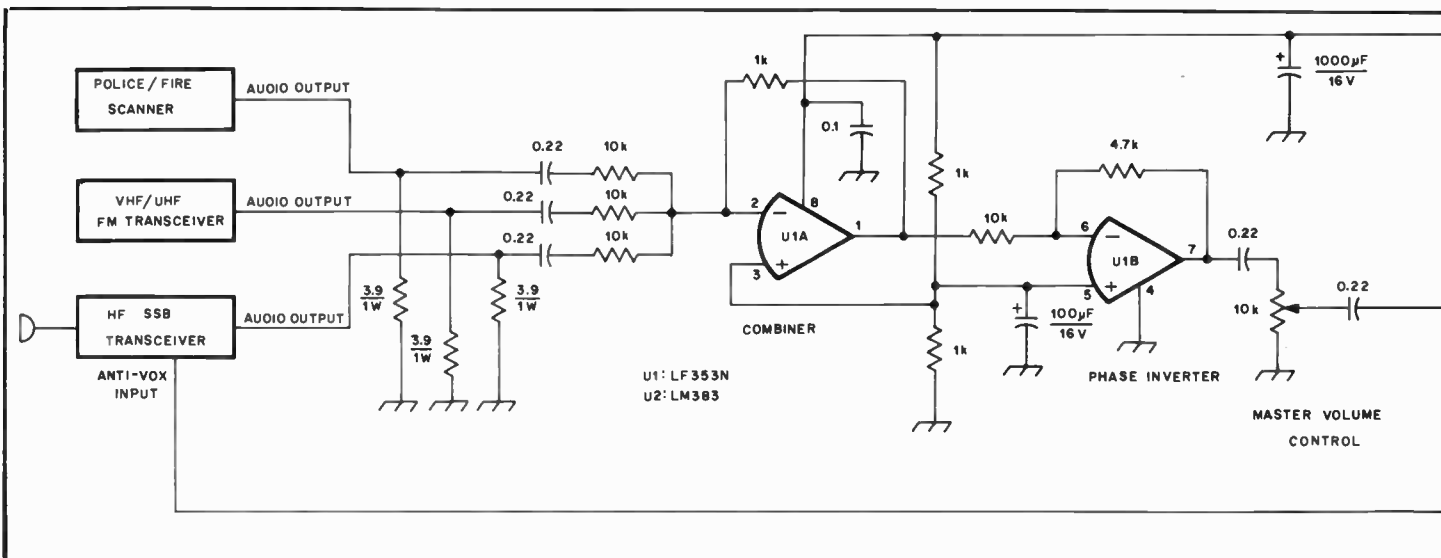 POLICE/FIRE
SCANNER
AUDIO OUTPUT
VHF/UHF
FM TRANSCEIVER
AUDIO OUTPUT
HF SSB
TRANSCEIVER
AUDIO OUTPUT
ANTI-VOX
INPUT
3.9
1W
3.9
1W
3.9
1W
0.22
10k
0.22
10k
0.22
10k
1k
0.1
2
-
8
U1A
1
+
3
COMBINER
U1: LF353N
U2: LM383
1k
1k
+
100µF
16V
10k
4.7k
6
-
U1B
7
5
+
4
PHASE INVERTER
+
1000µF
16V
0.22
10k
0.22
MASTER VOLUME
CONTROL